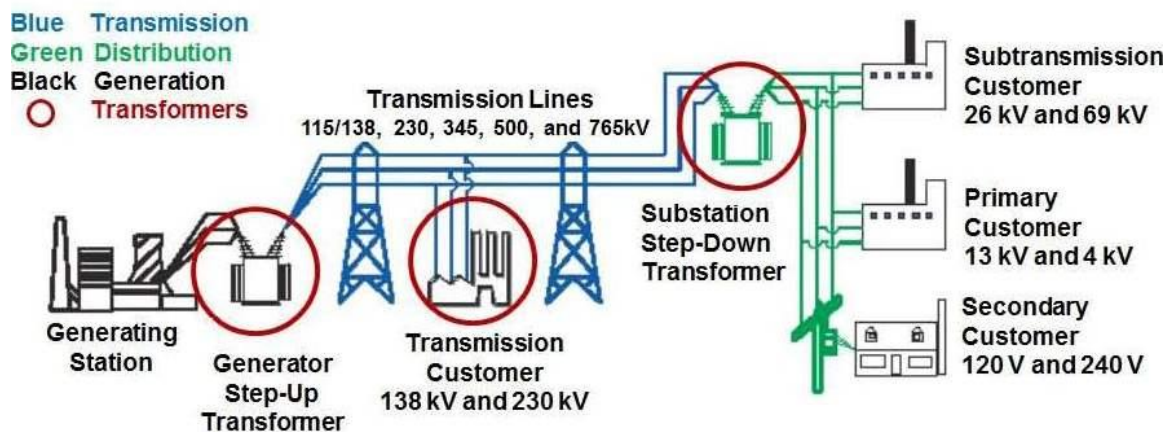 Blue Transmission
Green Distribution
Black Generation
Transformers
Transmission Lines
115/138, 230, 345, 500, and 765kV
Subtransmission
Customer
26 kV and 69 kV
Substation
Step-Down
Transformer
Primary
Customer
13 kV and 4 kV
Generating
Station
Generator
Step-Up
Transformer
Transmission
Customer
138 kV and 230 kV
Secondary
Customer
120 V and 240 V